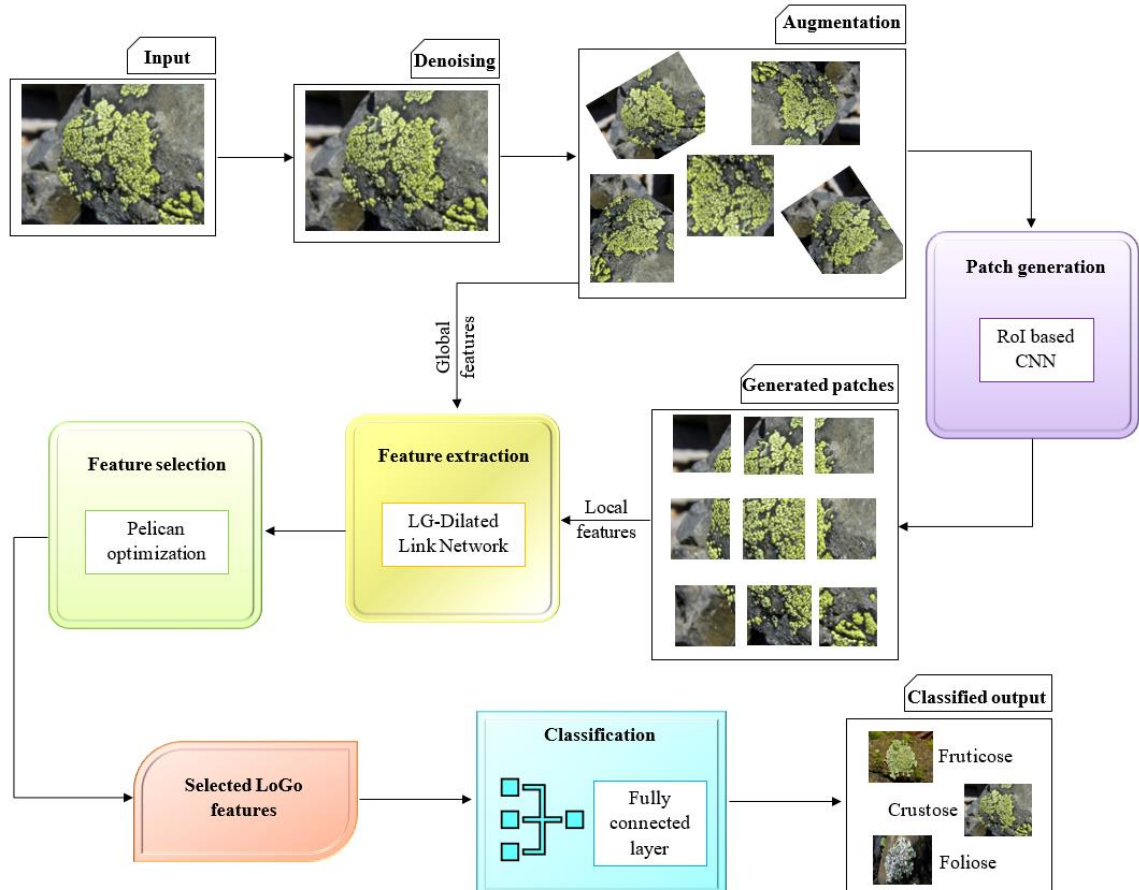 Input
Denoising
Augmentation
Patch generation
RoI based
CNN
Global
features
Generated patches
Local
features
Feature extraction
LG-Dilated
Link Network
Feature selection
Pelican
optimization
Selected LoGo
features
Classification
Fully
connected
layer
Classified output
Fruticose
Crustose
Foliose